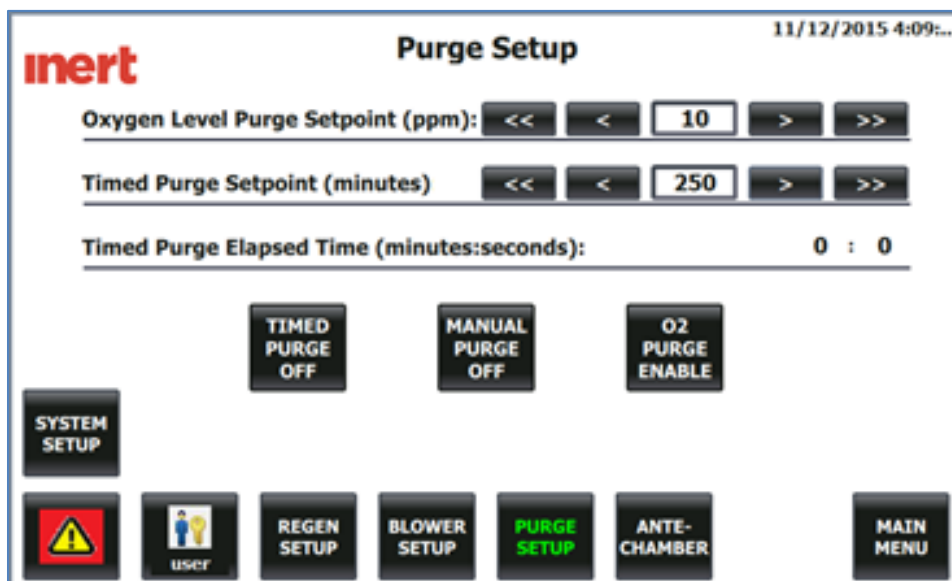 11/12/2015 4:09:...
inert
Purge Setup
Oxygen Level Purge Setpoint (ppm): << < 10 > >>
Timed Purge Setpoint (minutes) << < 250 > >>
Timed Purge Elapsed Time (minutes:seconds): 0 : 0
TIMED PURGE OFF
MANUAL PURGE OFF
O2 PURGE ENABLE
SYSTEM SETUP
user
REGEN SETUP
BLOWER SETUP
PURGE SETUP
ANTE-CHAMBER
MAIN MENU